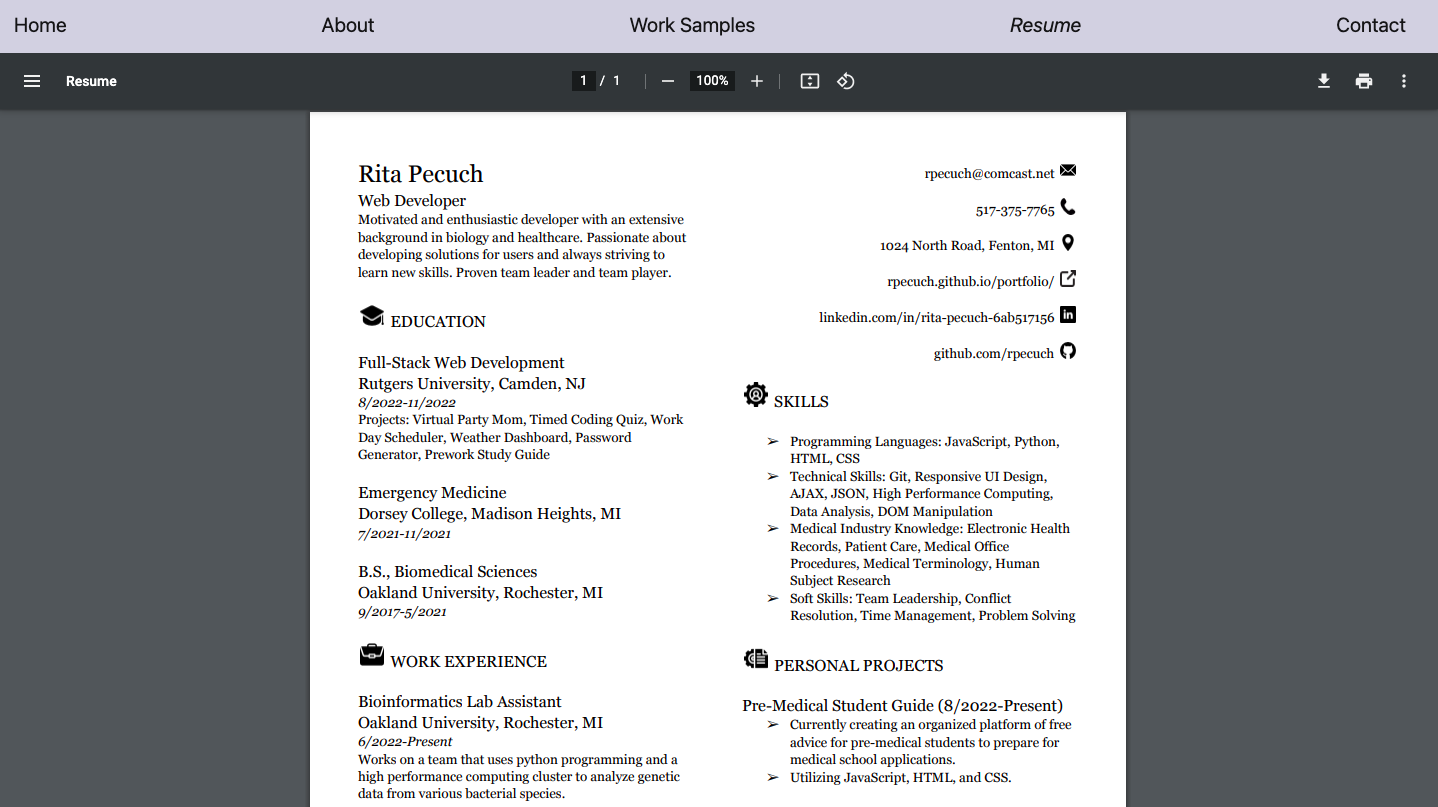 Home
About
Work Samples
Resume
Contact
Resume
1 / 1
100%
Rita Pecuch
Web Developer
Motivated and enthusiastic developer with an extensive
background in biology and healthcare. Passionate about
developing solutions for users and always striving to
learn new skills. Proven team leader and team player.
EDUCATION
Full-Stack Web Development
Rutgers University, Camden, NJ
8/2022-11/2022
Projects: Virtual Party Mom, Timed Coding Quiz, Work
Day Scheduler, Weather Dashboard, Password
Generator, Prework Study Guide
Emergency Medicine
Dorsey College, Madison Heights, MI
7/2021-11/2021
B.S., Biomedical Sciences
Oakland University, Rochester, MI
9/2017-5/2021
WORK EXPERIENCE
Bioinformatics Lab Assistant
Oakland University, Rochester, MI
6/2022-Present
Works on a team that uses python programming and a
high performance computing cluster to analyze genetic
data from various bacterial species.
rpecuch@comcast.net
517-375-7765
1024 North Road, Fenton, MI
rpecuch.github.io/portfolio/
linkedin.com/in/rita-pecuch-6ab517156
github.com/rpecuch
SKILLS
➢ Programming Languages: JavaScript, Python,
HTML, CSS
➢ Technical Skills: Git, Responsive UI Design,
AJAX, JSON, High Performance Computing,
Data Analysis, DOM Manipulation
➢ Medical Industry Knowledge: Electronic Health
Records, Patient Care, Medical Office
Procedures, Medical Terminology, Human
Subject Research
➢ Soft Skills: Team Leadership, Conflict
Resolution, Time Management, Problem Solving
PERSONAL PROJECTS
Pre-Medical Student Guide (8/2022-Present)
➢ Currently creating an organized platform of free
advice for pre-medical students to prepare for
medical school applications.
➢ Utilizing JavaScript, HTML, and CSS.